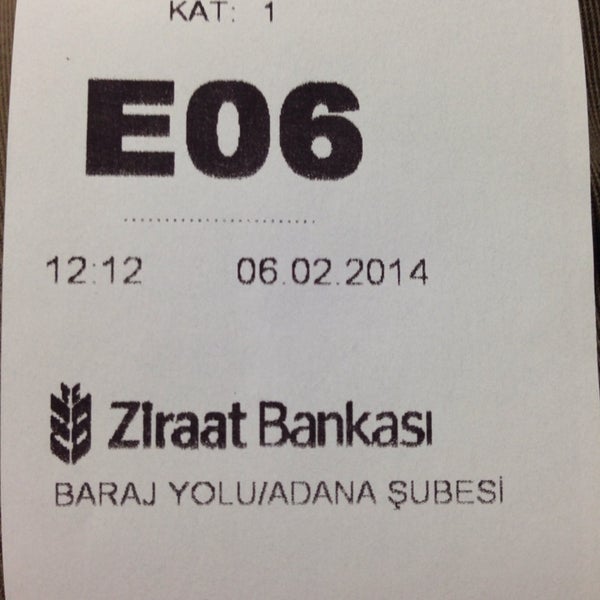 KAT: 1
E06
12:12 06.02.2014
Ziraat Bankası
BARAJ YOLU/ADANA ŞUBESİ